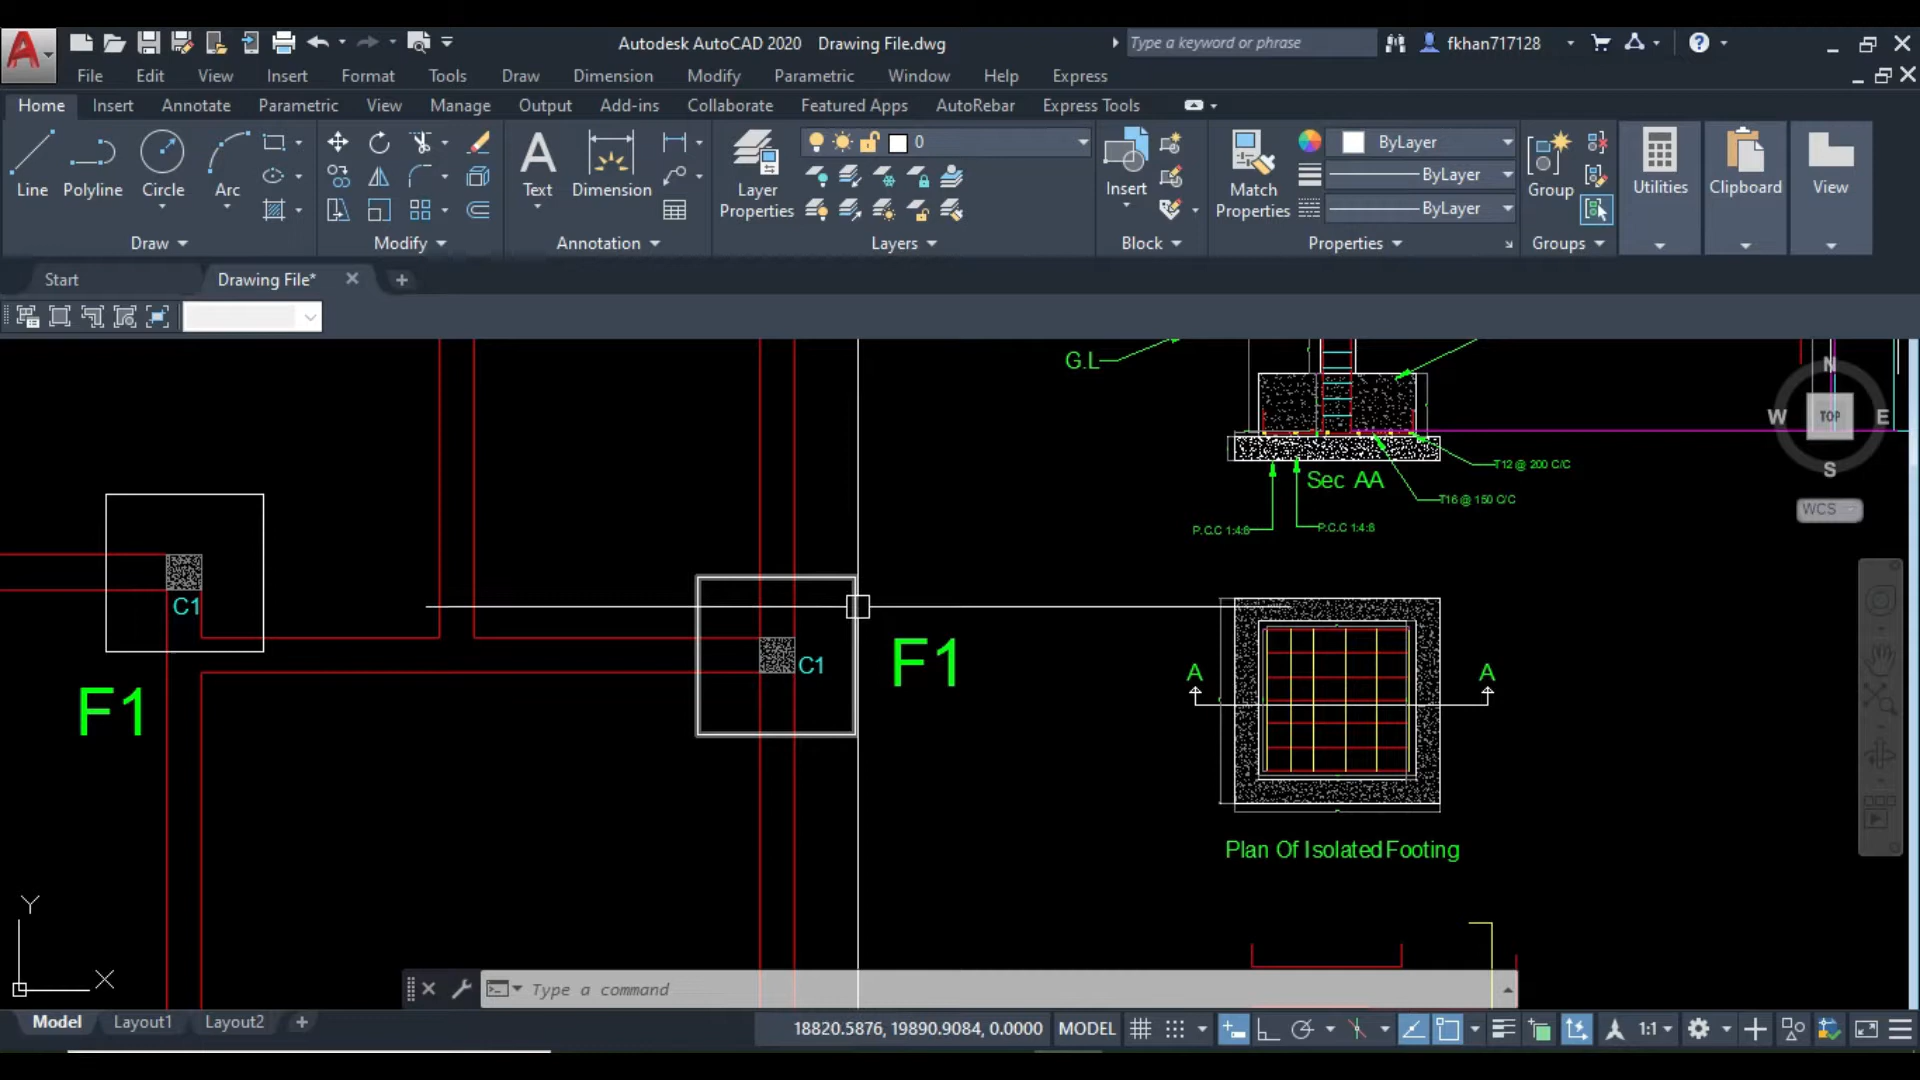 Autodesk AutoCAD 2020 Drawing File.dwg
Type a keyword or phrase
fkhan717128
File Edit View Insert Format Tools Draw Dimension Modify Parametric Window Help Express
Home Insert Annotate Parametric View Manage Output Add-ins Collaborate Featured Apps AutoRebar Express Tools
Line Polyline Circle Arc
Text Dimension
Layer Properties
0
Insert
Match Properties
ByLayer
ByLayer
ByLayer
Group
Utilities
Clipboard
View
Draw Modify Annotation Layers Block Properties Groups
Start Drawing File*
G.L
N
W TOP E
S
WCS
T12 @ 200 C/C
Sec AA
T16 @ 150 C/C
P.C.C 1:4:6
P.C.C 1:4:6
C1
F1
C1
F1
A A
Plan Of Isolated Footing
Y
X
Type a command
Model Layout1 Layout2
18820.5876, 19890.9084, 0.0000 MODEL
1:1